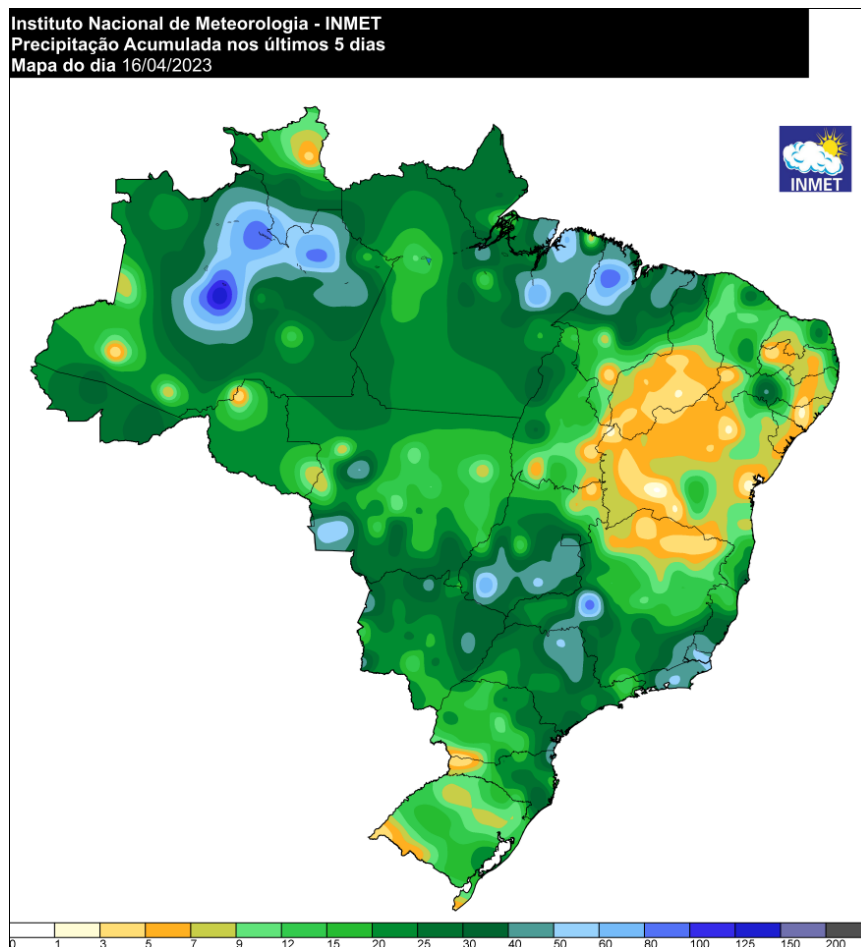 Instituto Nacional de Meteorologia - INMET
Precipitação Acumulada nos últimos 5 dias
Mapa do dia 16/04/2023
INMET
0 1 3 5 7 9 12 15 20 25 30 40 50 60 80 100 125 150 200